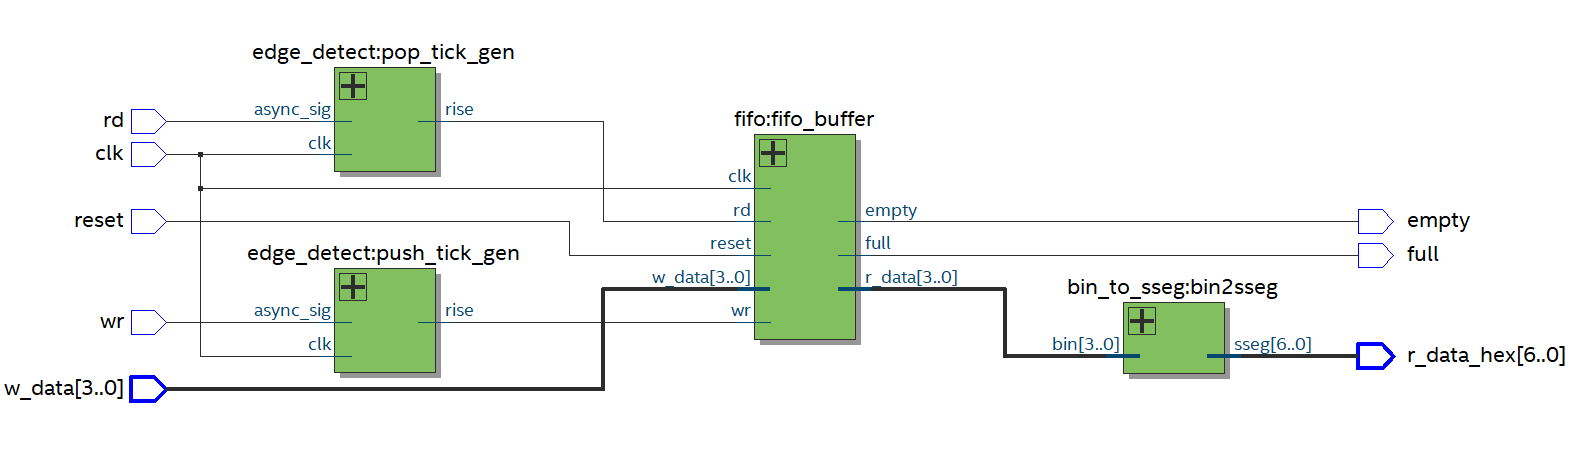 edge_detect:pop_tick_gen
rd
async_sig
rise
clk
clk
fifo:fifo_buffer
clk
rd
empty
empty
reset
reset
full
full
edge_detect:push_tick_gen
w_data[3..0]
r_data[3..0]
bin_to_sseg:bin2sseg
wr
async_sig
rise
wr
clk
bin[3..0]
sseg[6..0]
r_data_hex[6..0]
w_data[3..0]